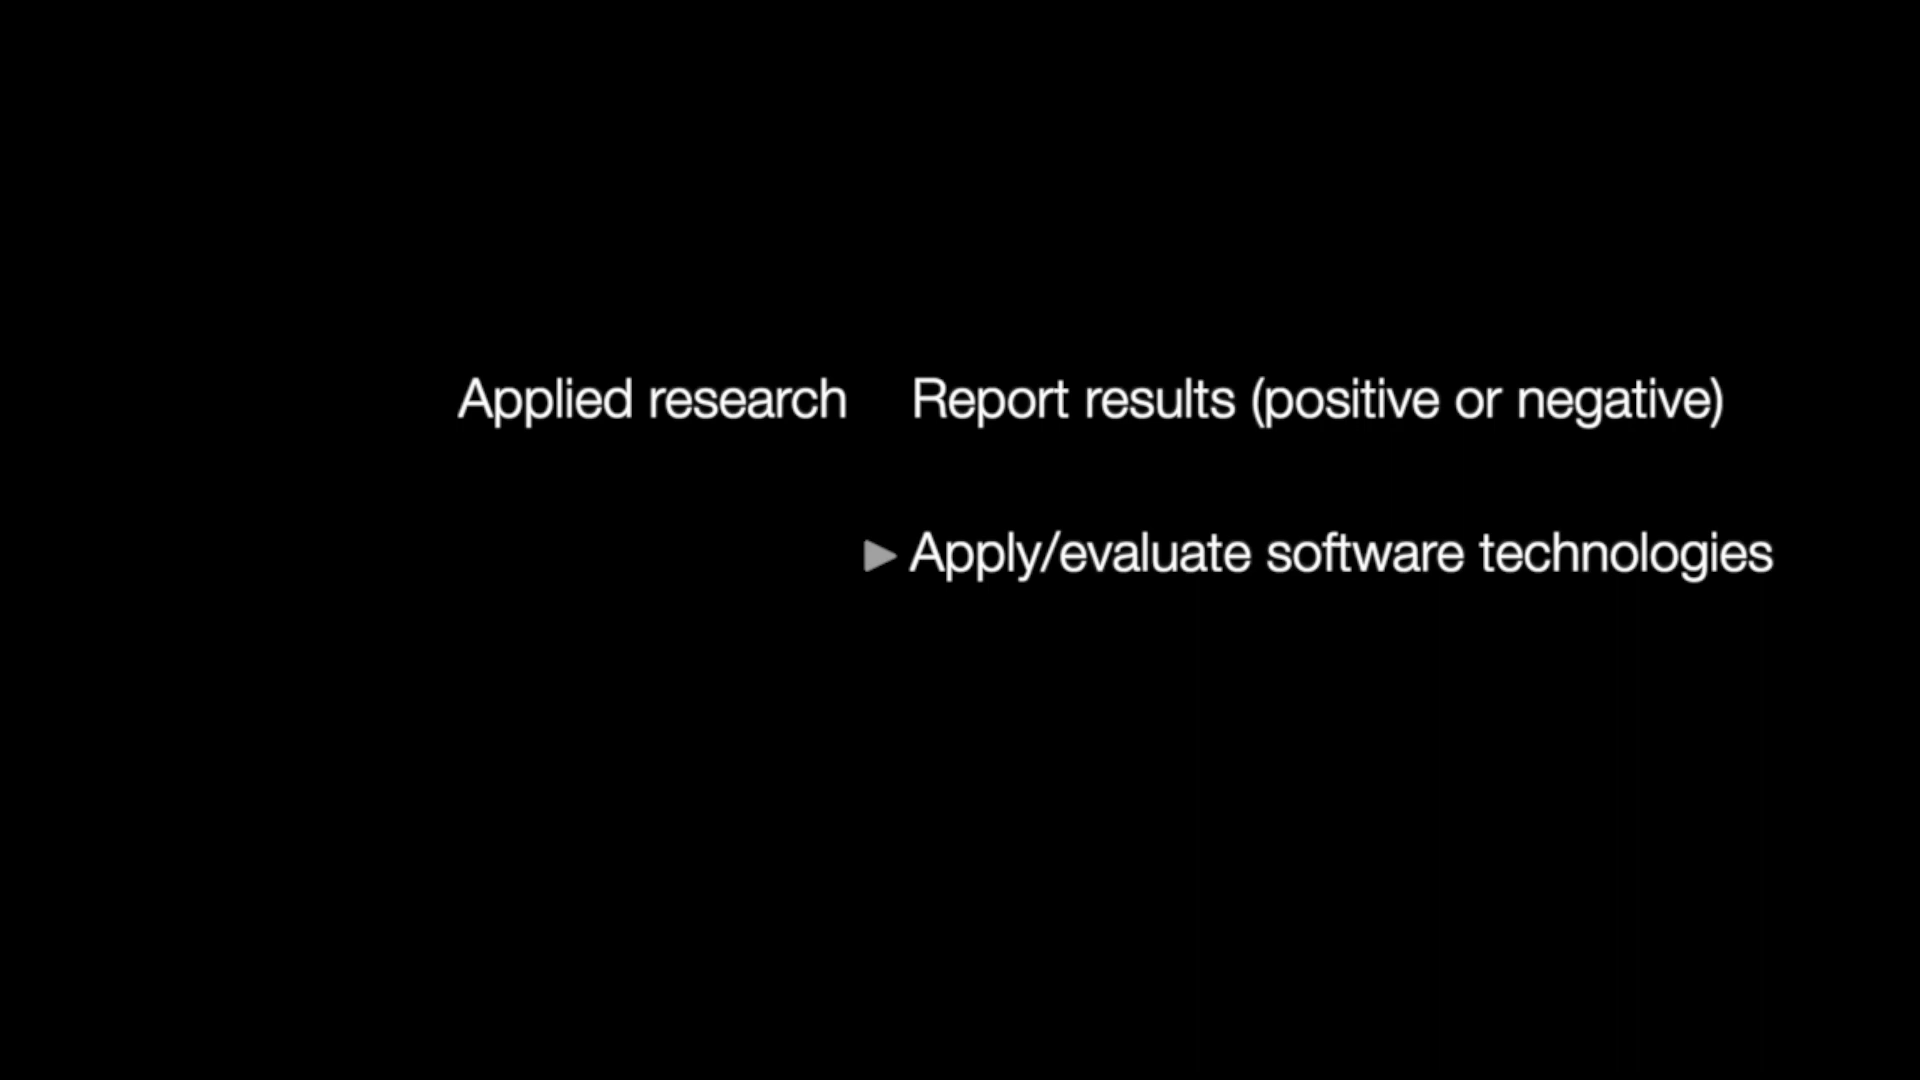 Applied research Report results (positive or negative)
Apply/evaluate software technologies